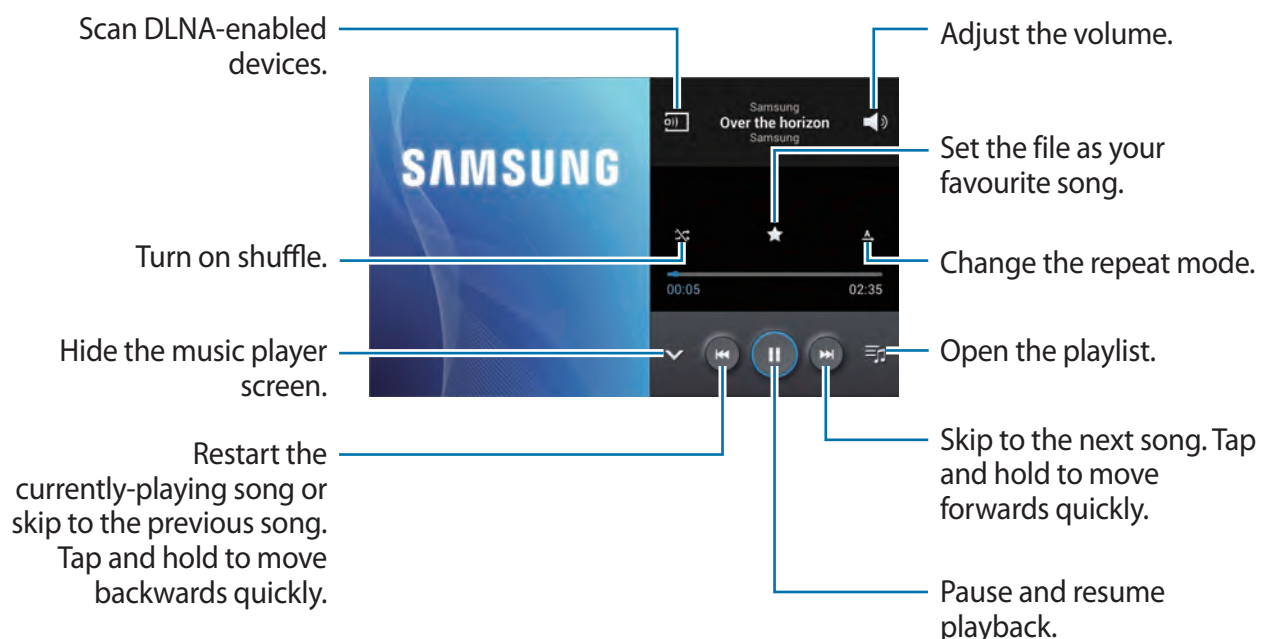 Scan DLNA-enabled
devices.
Adjust the volume.
Samsung
Over the horizon
Samsung
SAMSUNG
Set the file as your
favourite song.
Turn on shuffle.
A
Change the repeat mode.
00:05
02:35
Hide the music player
screen.
Open the playlist.
Restart the
currently-playing song or
skip to the previous song.
Tap and hold to move
backwards quickly.
Skip to the next song. Tap
and hold to move
forwards quickly.
Pause and resume
playback.